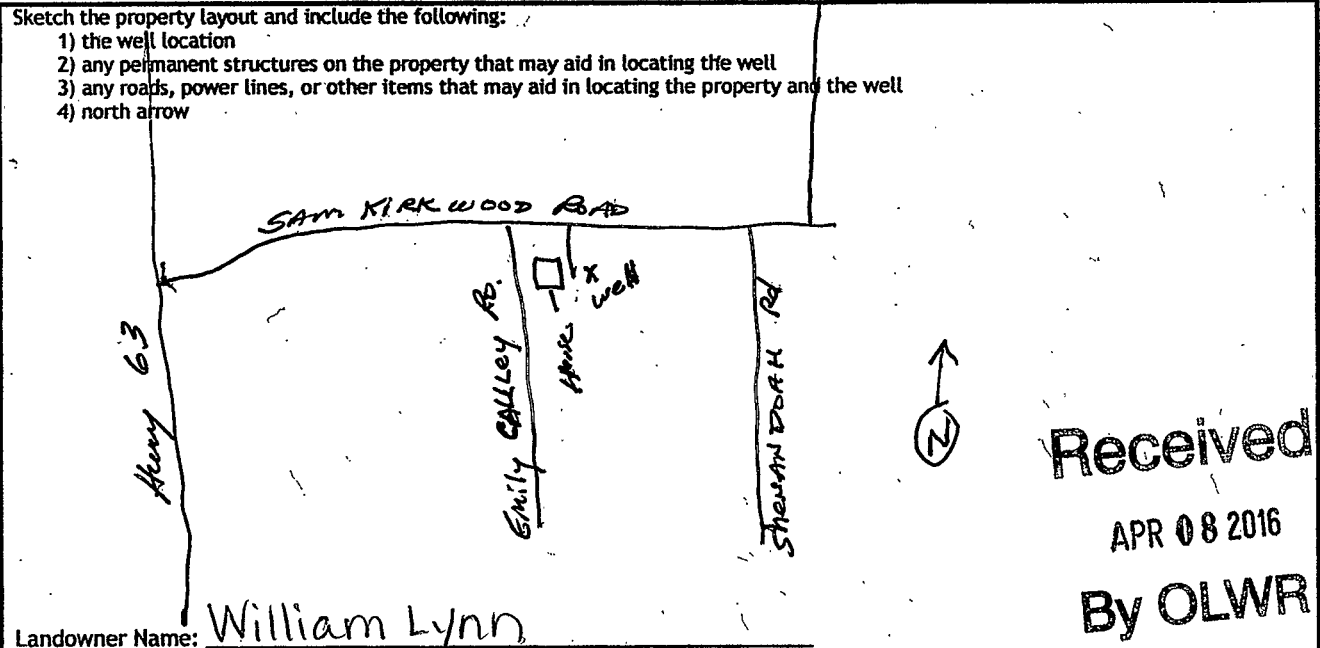 Sketch the property layout and include the following:
1) the well location
2) any permanent structures on the property that may aid in locating the well
3) any roads, power lines, or other items that may aid in locating the property and the well
4) north arrow
SAM KIRKWOOD ROAD
Hwy 63
Emily CALLLEY RD.
House
x well
SHENANDOAH Rd
N
Received
APR 08 2016
By OLWR
Landowner Name: William Lynn